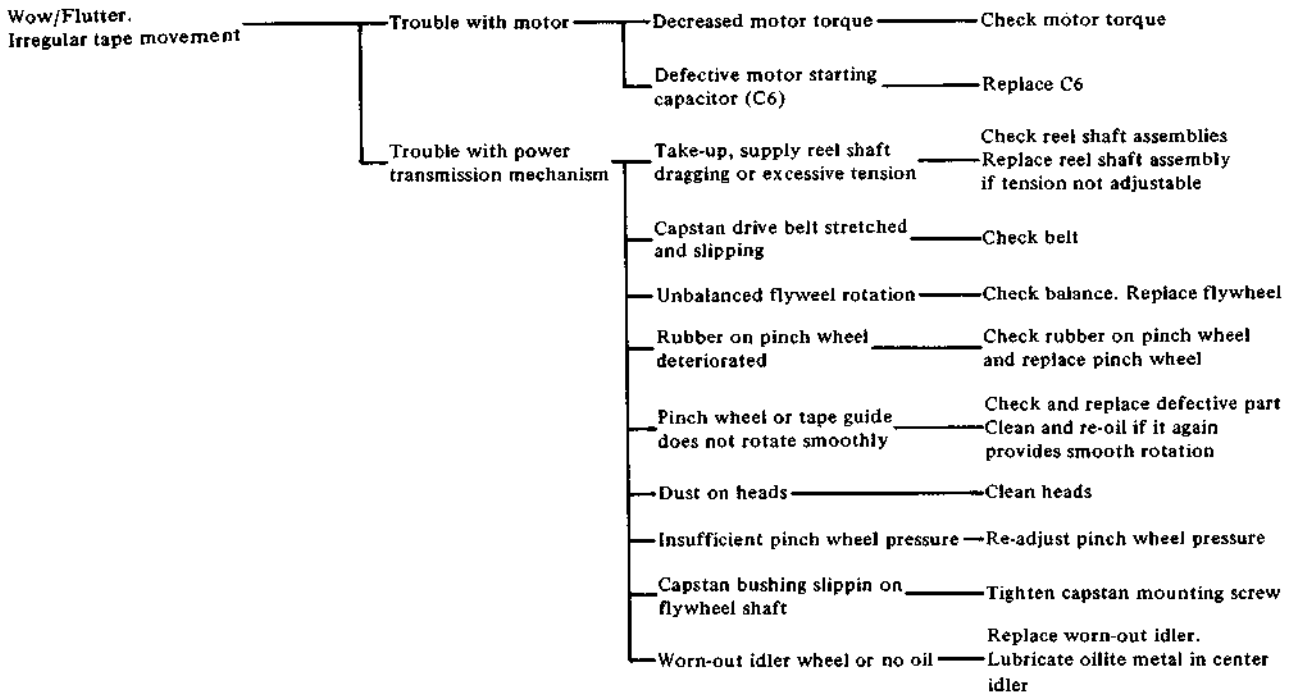 Wow/Flutter.
Irregular tape movement
Trouble with motor
Decreased motor torque
Check motor torque
Defective motor starting
capacitor (C6)
Replace C6
Trouble with power
transmission mechanism
Take-up, supply reel shaft
dragging or excessive tension
Check reel shaft assemblies
Replace reel shaft assembly
if tension not adjustable
Capstan drive belt stretched
and slipping
Check belt
Unbalanced flyweel rotation
Check balance. Replace flywheel
Rubber on pinch wheel
deteriorated
Check rubber on pinch wheel
and replace pinch wheel
Pinch wheel or tape guide
does not rotate smoothly
Check and replace defective part
Clean and re-oil if it again
provides smooth rotation
Dust on heads
Clean heads
Insufficient pinch wheel pressure
Re-adjust pinch wheel pressure
Capstan bushing slippin on
flywheel shaft
Tighten capstan mounting screw
Worn-out idler wheel or no oil
Replace worn-out idler.
Lubricate oilite metal in center
idler